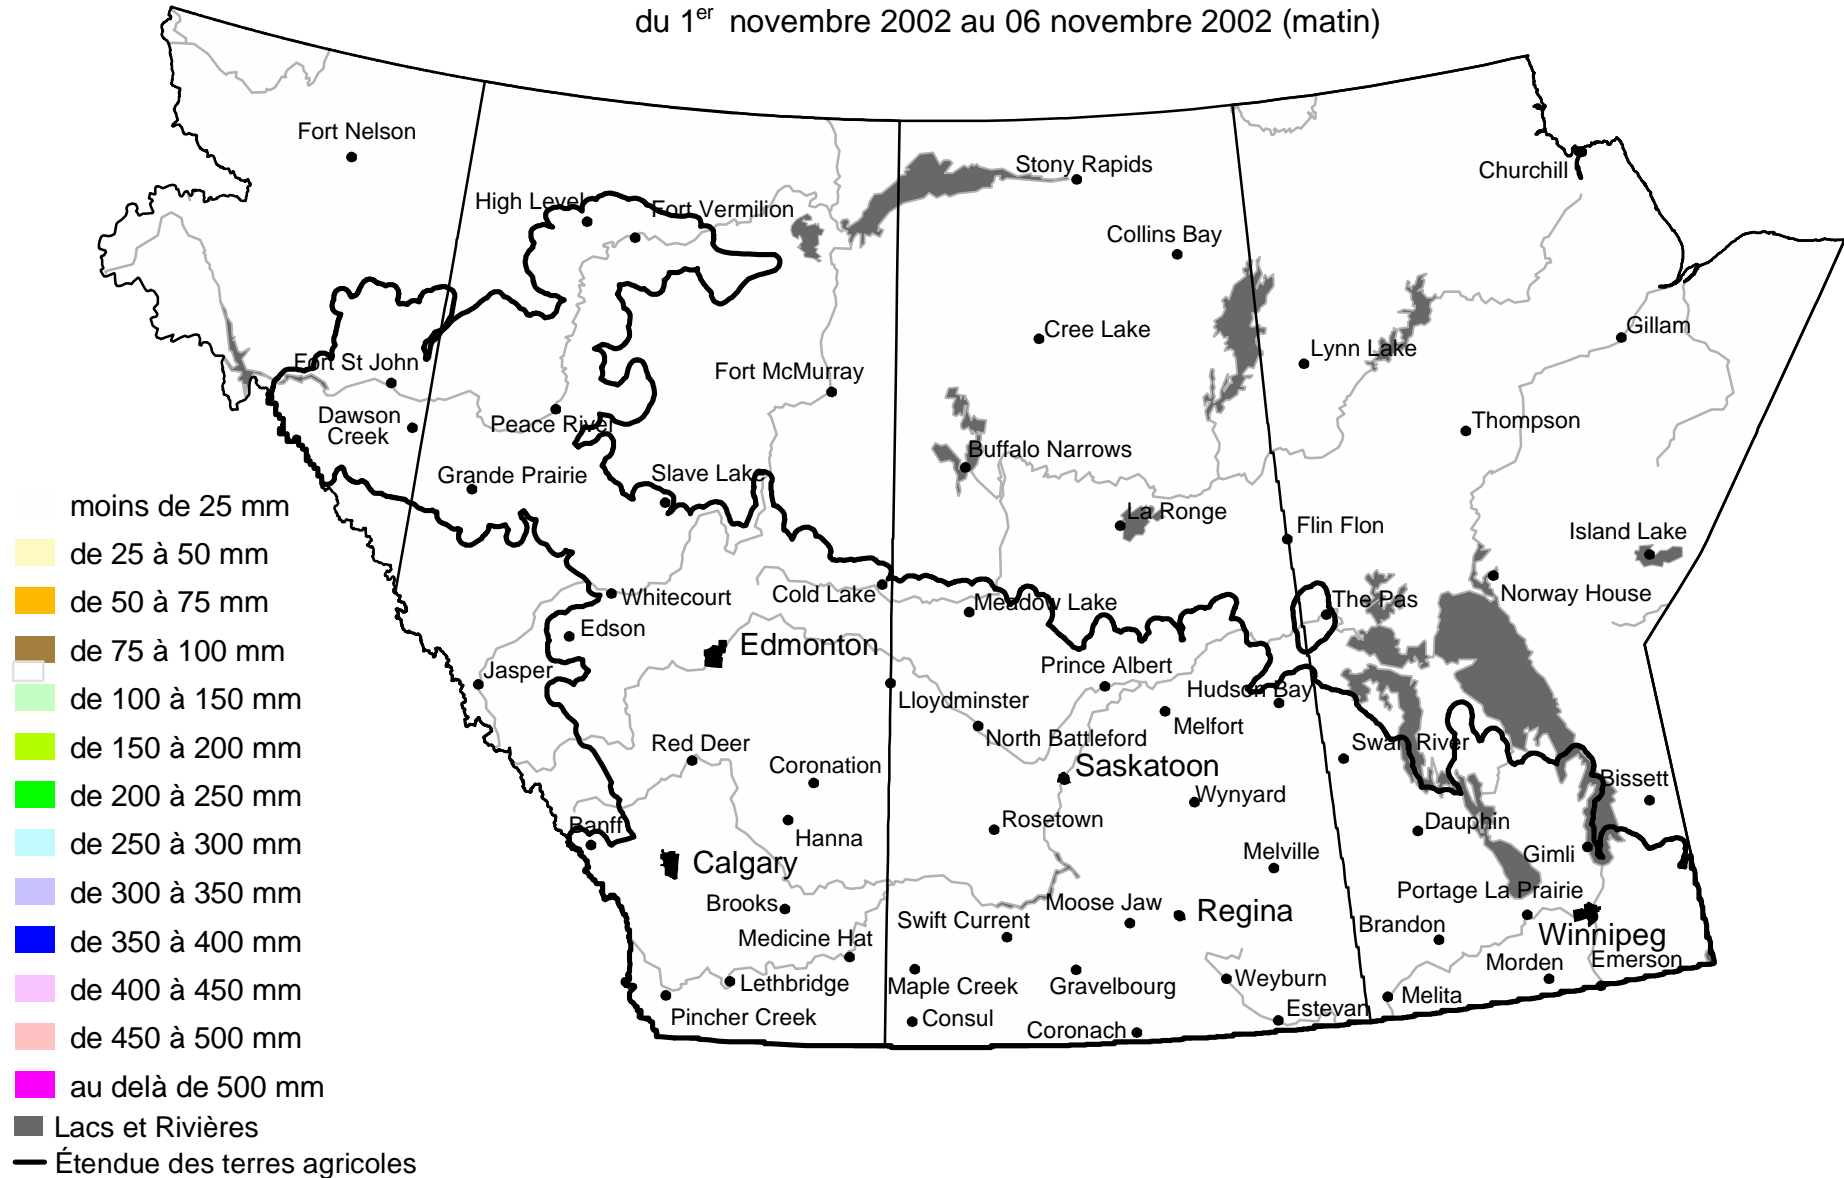 du 1er novembre 2002 au 06 novembre 2002 (matin)
Fort Nelson
Stony Rapids
Churchill
High Level
Fort Vermilion
Collins Bay
Cree Lake
Gillam
Lynn Lake
Fort St John
Fort McMurray
Dawson
Creek
Peace River
Thompson
Buffalo Narrows
Grande Prairie
Slave Lake
La Ronge
Flin Flon
Island Lake
Whitecourt
Cold Lake
Meadow Lake
The Pas
Norway House
Edson
Edmonton
Jasper
Prince Albert
Hudson Bay
Lloydminster
Melfort
North Battleford
Red Deer
Swan River
Coronation
Saskatoon
Bissett
Wynyard
Banff
Hanna
Rosetown
Dauphin
Calgary
Melville
Gimli
Brooks
Moose Jaw
Portage La Prairie
Swift Current
Regina
Brandon
Winnipeg
Medicine Hat
Emerson
Morden
Lethbridge
Maple Creek
Gravelbourg
Weyburn
Melita
Pincher Creek
Consul
Coronach
Estevan
moins de 25 mm
de 25 à 50 mm
de 50 à 75 mm
de 75 à 100 mm
de 100 à 150 mm
de 150 à 200 mm
de 200 à 250 mm
de 250 à 300 mm
de 300 à 350 mm
de 350 à 400 mm
de 400 à 450 mm
de 450 à 500 mm
au delà de 500 mm
Lacs et Rivières
Étendue des terres agricoles